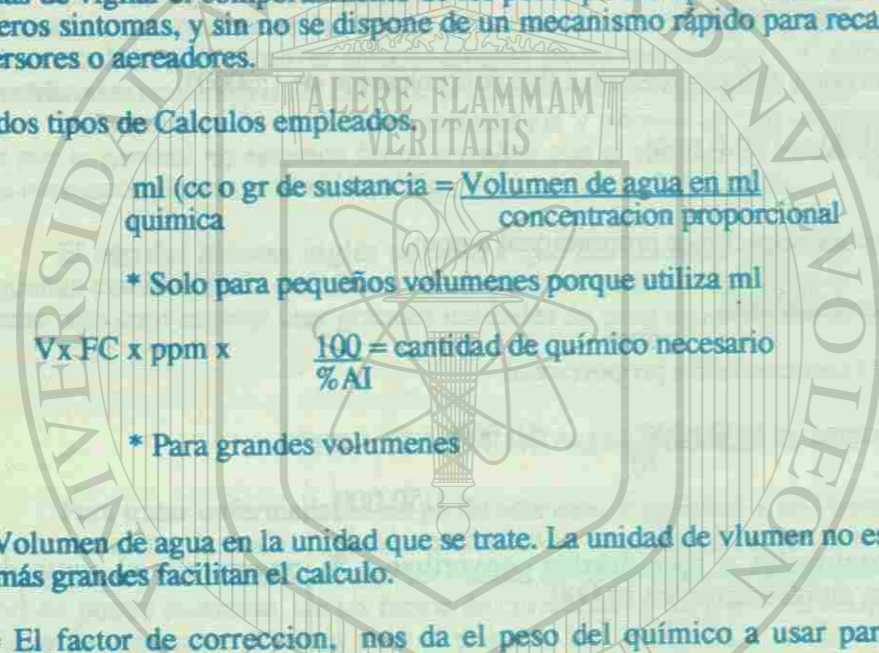 eros sintomas, y sin no se dispone de un mecanismo rápido para
ersores o aereadores.
ALERE FLAMMAM
VERITATIS
dos tipos de Calculos empleados.
ml (cc o gr de sustancia = Volumen de agua en ml
quimica concentracion proporcional
* Solo para pequeños volumenes porque utiliza ml
Vx FC x ppm x 100 = cantidad de químico necesario
% AI
* Para grandes volumenes
Volumen de agua en la unidad que se trate. La unidad de vlumen no es
más grandes facilitan el calculo.
El factor de correccion, nos da el peso del químico a usar par